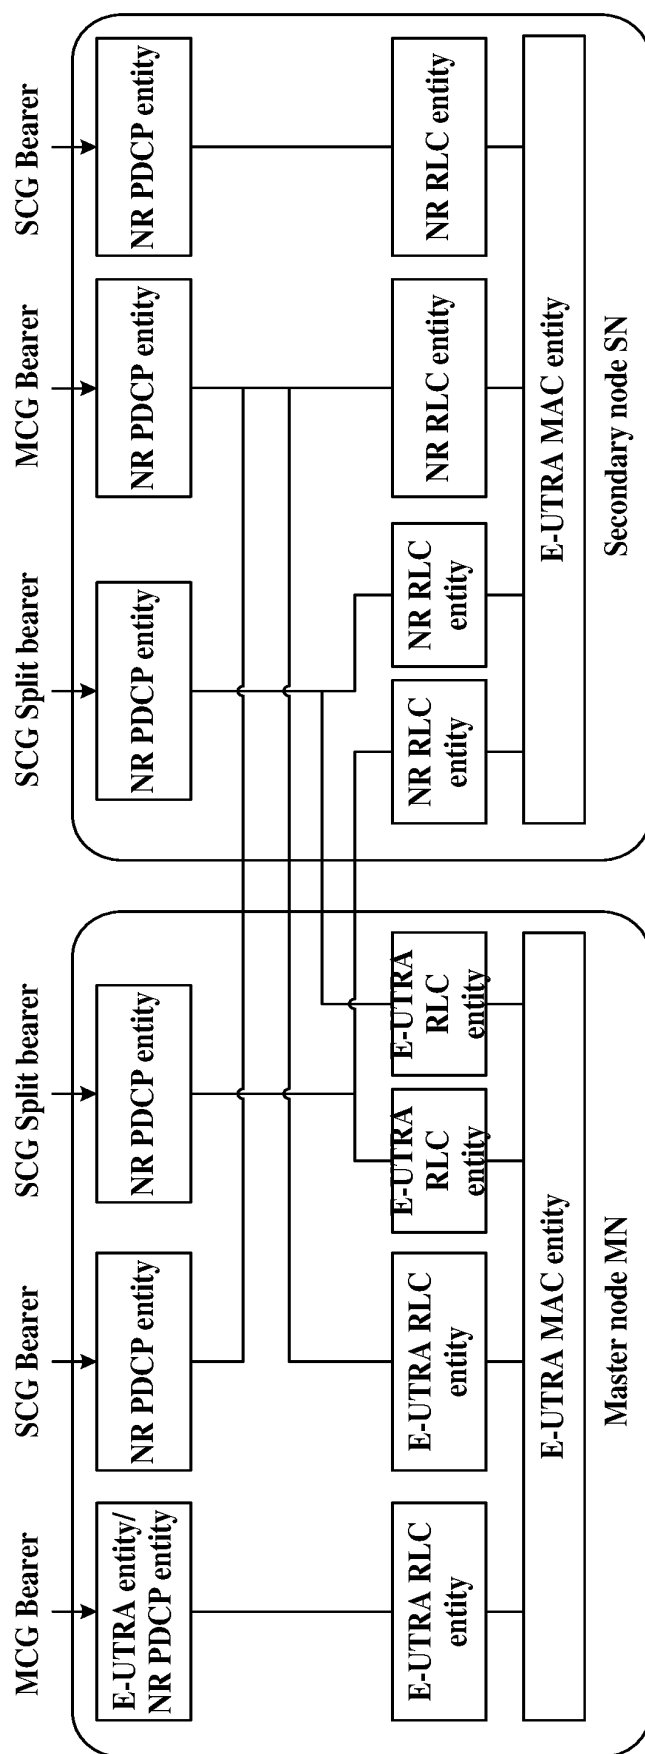 MCG Bearer
SCG Bearer
SCG Split bearer
SCG Split bearer
MCG Bearer
SCG Bearer
E-UTRA entity/
NR PDCP entity
NR PDCP entity
NR PDCP entity
NR PDCP entity
NR PDCP entity
NR PDCP entity
E-UTRA RLC
entity
E-UTRA RLC
entity
E-UTRA
RLC
entity
E-UTRA
RLC
entity
NR RLC
entity
NR RLC
entity
NR RLC entity
NR RLC entity
E-UTRA MAC entity
E-UTRA MAC entity
Master node MN
Secondary node SN